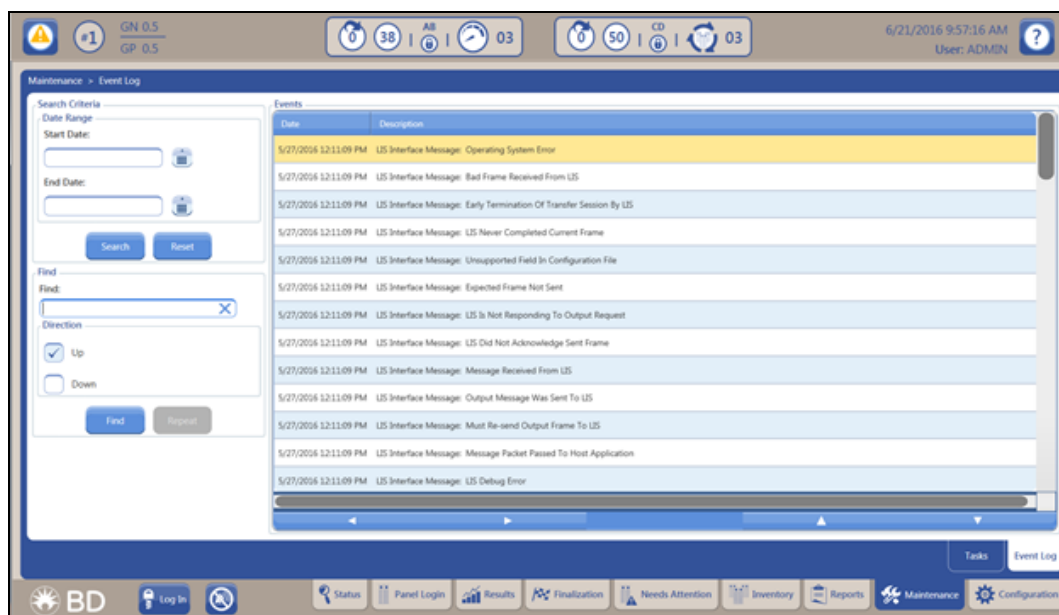 #1
GN 0.5
GP 0.5
0 38 AB 03
0 50 CD 03
6/21/2016 9:57:16 AM
User: ADMIN
?
Maintenance > Event Log
Search Criteria
Date Range
Start Date:
End Date:
Search Reset
Find
Find:
Direction
Up
Down
Find Repeat
Events
Date Description
5/27/2016 12:11:09 PM LIS Interface Message: Operating System Error
5/27/2016 12:11:09 PM LIS Interface Message: Bad Frame Received From LIS
5/27/2016 12:11:09 PM LIS Interface Message: Early Termination Of Transfer Session By LIS
5/27/2016 12:11:09 PM LIS Interface Message: LIS Never Completed Current Frame
5/27/2016 12:11:09 PM LIS Interface Message: Unsupported Field In Configuration File
5/27/2016 12:11:09 PM LIS Interface Message: Expected Frame Not Sent
5/27/2016 12:11:09 PM LIS Interface Message: LIS Is Not Responding To Output Request
5/27/2016 12:11:09 PM LIS Interface Message: LIS Did Not Acknowledge Sent Frame
5/27/2016 12:11:09 PM LIS Interface Message: Message Received From LIS
5/27/2016 12:11:09 PM LIS Interface Message: Output Message Was Sent To LIS
5/27/2016 12:11:09 PM LIS Interface Message: Must Re-send Output Frame To LIS
5/27/2016 12:11:09 PM LIS Interface Message: Message Packet Passed To Host Application
5/27/2016 12:11:09 PM LIS Interface Message: LIS Debug Error
Tasks Event Log
BD Log In Status Panel Login Results Finalization Needs Attention Inventory Reports Maintenance Configuration